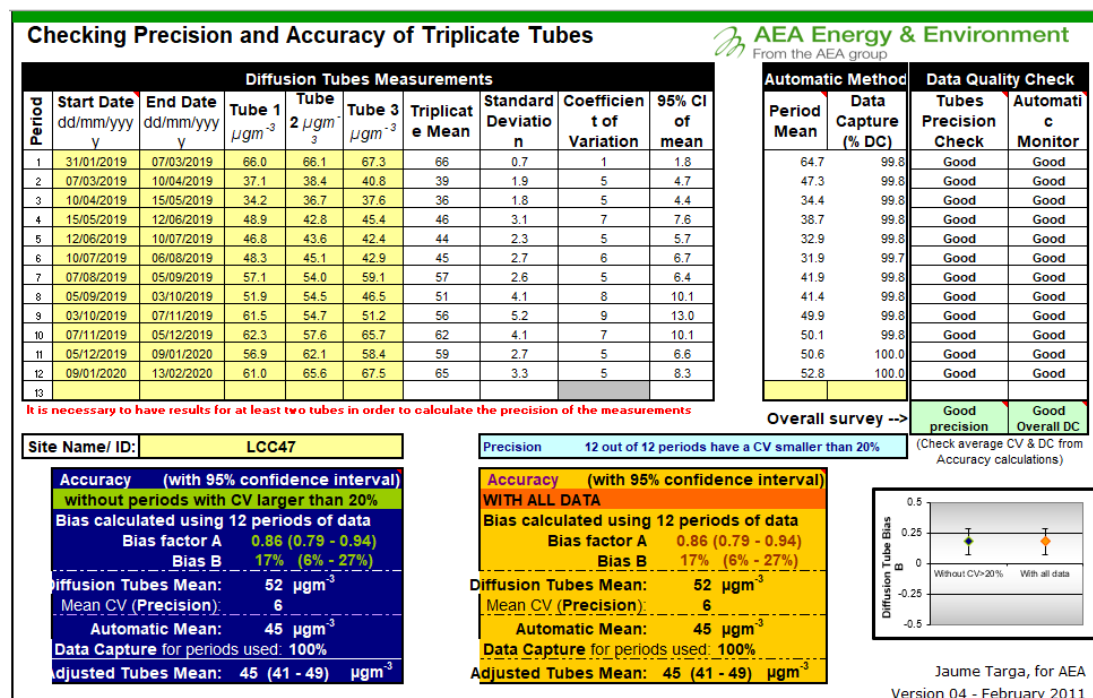 Checking Precision and Accuracy of Triplicate Tubes
AEA Energy & Environment
From the AEA group
Diffusion Tubes Measurements
Automatic Method
Data Quality Check
Period
Start Date dd/mm/yyyy
End Date dd/mm/yyyy
Tube 1 µgm-3
Tube 2 µgm-3
Tube 3 µgm-3
Triplicate Mean
Standard Deviation
Coefficient of Variation
95% CI of mean
Period Mean
Data Capture (% DC)
Tubes Precision Check
Automatic Monitor
1 31/01/2019 07/03/2019 66.0 66.1 67.3 66 0.7 1 1.8 64.7 99.8 Good Good
2 07/03/2019 10/04/2019 37.1 38.4 40.8 39 1.9 5 4.7 47.3 99.8 Good Good
3 10/04/2019 15/05/2019 34.2 36.7 37.6 36 1.8 5 4.4 34.4 99.8 Good Good
4 15/05/2019 12/06/2019 48.9 42.8 45.4 46 3.1 7 7.6 38.7 99.8 Good Good
5 12/06/2019 10/07/2019 46.8 43.6 42.4 44 2.3 5 5.7 32.9 99.8 Good Good
6 10/07/2019 06/08/2019 48.3 45.1 42.9 45 2.7 6 6.7 31.9 99.7 Good Good
7 07/08/2019 05/09/2019 57.1 54.0 59.1 57 2.6 5 6.4 41.9 99.8 Good Good
8 05/09/2019 03/10/2019 51.9 54.5 46.5 51 4.1 8 10.1 41.4 99.8 Good Good
9 03/10/2019 07/11/2019 61.5 54.7 51.2 56 5.2 9 13.0 49.9 99.8 Good Good
10 07/11/2019 05/12/2019 62.3 57.6 65.7 62 4.1 7 10.1 50.1 99.8 Good Good
11 05/12/2019 09/01/2020 56.9 62.1 58.4 59 2.7 5 6.6 50.6 100.0 Good Good
12 09/01/2020 13/02/2020 61.0 65.6 67.5 65 3.3 5 8.3 52.8 100.0 Good Good
13
It is necessary to have results for at least two tubes in order to calculate the precision of the measurements
Overall survey -->
Good precision
Good Overall DC
(Check average CV & DC from
Accuracy calculations)
Site Name/ ID: LCC47
Precision 12 out of 12 periods have a CV smaller than 20%
Accuracy (with 95% confidence interval)
without periods with CV larger than 20%
Bias calculated using 12 periods of data
Bias factor A 0.86 (0.79 - 0.94)
Bias B 17% (6% - 27%)
Diffusion Tubes Mean: 52 µgm-3
Mean CV (Precision): 6
Automatic Mean: 45 µgm-3
Data Capture for periods used: 100%
Adjusted Tubes Mean: 45 (41 - 49) µgm-3
Accuracy (with 95% confidence interval)
WITH ALL DATA
Bias calculated using 12 periods of data
Bias factor A 0.86 (0.79 - 0.94)
Bias B 17% (6% - 27%)
Diffusion Tubes Mean: 52 µgm-3
Mean CV (Precision): 6
Automatic Mean: 45 µgm-3
Data Capture for periods used: 100%
Adjusted Tubes Mean: 45 (41 - 49) µgm-3
Diffusion Tube Bias B
0.5
0.25
0
-0.25
-0.5
Without CV>20%
With all data
Jaume Targa, for AEA
Version 04 - February 2011